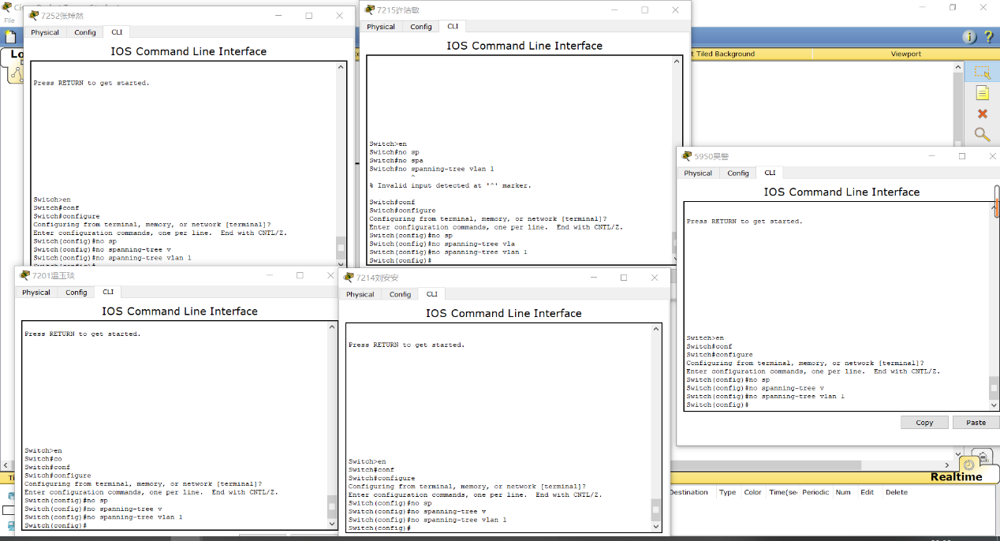 File
7252张焯然
Physical Config CLI
IOS Command Line Interface
Press RETURN to get started.
Switch>en
Switch#conf
Switch#configure
Configuring from terminal, memory, or network [terminal]?
Enter configuration commands, one per line.  End with CNTL/Z.
Switch(config)#no sp
Switch(config)#no spanning-tree v
Switch(config)#no spanning-tree vlan 1
Switch(config)#
7215许洁敏
Physical Config CLI
IOS Command Line Interface
Switch>en
Switch#no sp
Switch#no spa
Switch#no spanning-tree vlan 1
^
% Invalid input detected at '^' marker.
Switch#conf
Switch#configure
Configuring from terminal, memory, or network [terminal]?
Enter configuration commands, one per line.  End with CNTL/Z.
Switch(config)#no sp
Switch(config)#no spanning-tree vla
Switch(config)#no spanning-tree vlan 1
Switch(config)#
Tiled Background
Viewport
5950吴警
Physical Config CLI
IOS Command Line Interface
Press RETURN to get started.
Switch>en
Switch#conf
Switch#configure
Configuring from terminal, memory, or network [terminal]?
Enter configuration commands, one per line.  End with CNTL/Z.
Switch(config)#no sp
Switch(config)#no spanning-tree v
Switch(config)#no spanning-tree vlan 1
Switch(config)#
Copy Paste
7201温玉琰
Physical Config CLI
IOS Command Line Interface
Press RETURN to get started.
Switch>en
Switch#co
Switch#conf
Switch#configure
Configuring from terminal, memory, or network [terminal]?
Enter configuration commands, one per line.  End with CNTL/Z.
Switch(config)#no sp
Switch(config)#no spanning-tree v
Switch(config)#no spanning-tree vlan 1
Switch(config)#
7214刘安安
Physical Config CLI
IOS Command Line Interface
Press RETURN to get started.
Switch>en
Switch#conf
Switch#configure
Configuring from terminal, memory, or network [terminal]?
Enter configuration commands, one per line.  End with CNTL/Z.
Switch(config)#no sp
Switch(config)#no spanning-tree v
Switch(config)#no spanning-tree vlan 1
Switch(config)#
Realtime
Destination Type Color Time(sec Periodic Num Edit Delete